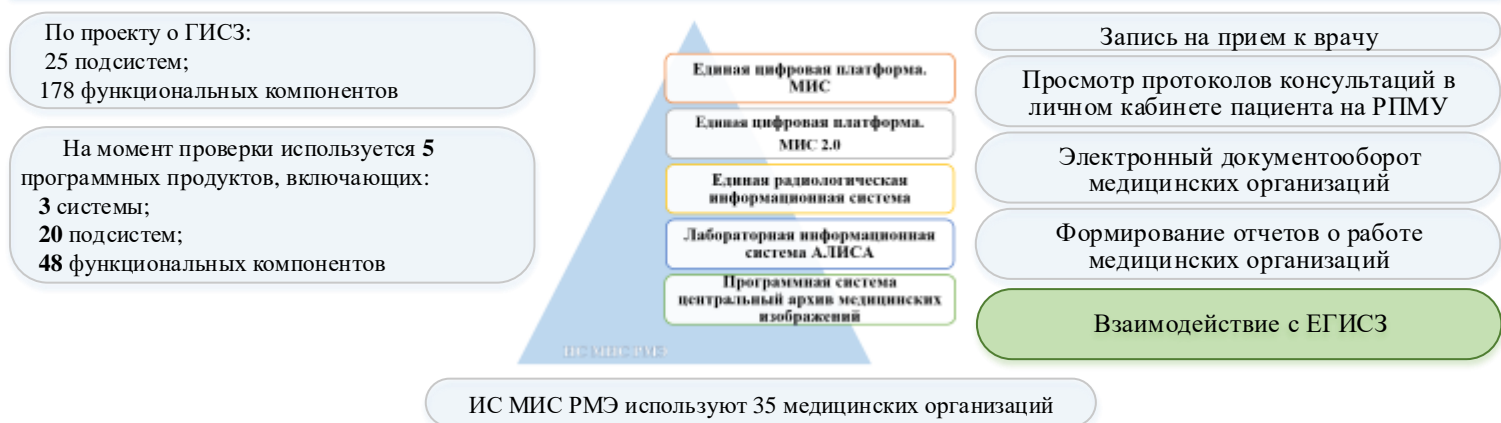 По проекту о ГИСЗ:
25 подсистем;
178 функциональных компонентов
На момент проверки используется 5
программных продуктов, включающих:
3 системы;
20 подсистем;
48 функциональных компонентов
Единая цифровая платформа.
МИС
Единая цифровая платформа.
МИС 2.0
Единая радиологическая
информационная система
Лабораторная информационная
система АЛИСА
Программная система
центральный архив медицинских
изображений
ИС МИС РМЭ
Запись на прием к врачу
Просмотр протоколов консультаций в
личном кабинете пациента на РПМУ
Электронный документооборот
медицинских организаций
Формирование отчетов о работе
медицинских организаций
Взаимодействие с ЕГИСЗ
ИС МИС РМЭ используют 35 медицинских организаций